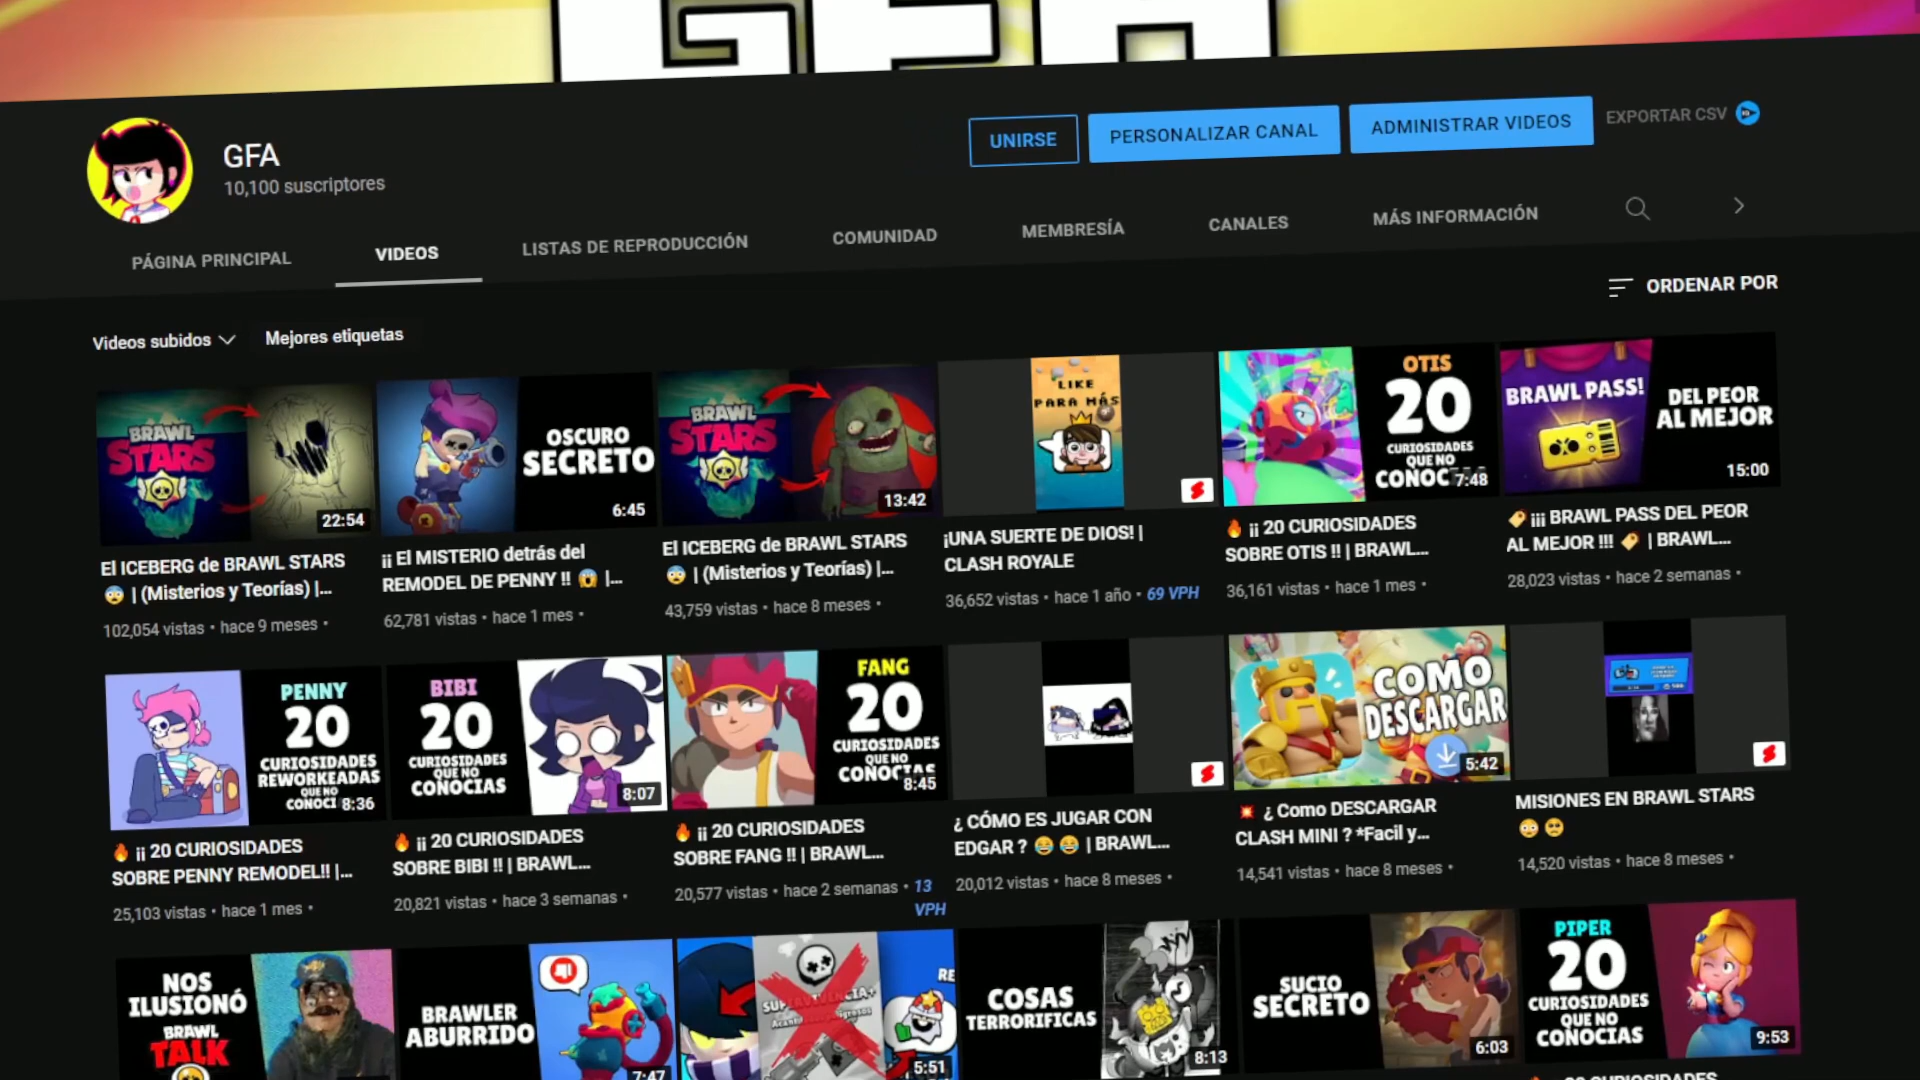 GFA
GFA
10,100 suscriptores
UNIRSE
PERSONALIZAR CANAL
ADMINISTRAR VIDEOS
EXPORTAR CSV
PÁGINA PRINCIPAL
VIDEOS
LISTAS DE REPRODUCCIÓN
COMUNIDAD
MEMBRESÍA
CANALES
MÁS INFORMACIÓN
ORDENAR POR
Videos subidos
Mejores etiquetas
BRAWL
STARS
22:54
El ICEBERG de BRAWL STARS
😨 | (Misterios y Teorías) |...
102,054 vistas • hace 9 meses •
OSCURO
SECRETO
6:45
¡¡ El MISTERIO detrás del
REMODEL DE PENNY !! 😱 |...
62,781 vistas • hace 1 mes •
BRAWL
STARS
13:42
El ICEBERG de BRAWL STARS
😨 | (Misterios y Teorías) |...
43,759 vistas • hace 8 meses •
LIKE
PARA MÁS
¡UNA SUERTE DE DIOS! |
CLASH ROYALE
36,652 vistas • hace 1 año • 69 VPH
OTIS
20
CURIOSIDADES
QUE NO
CONOC
7:48
🔥 ¡¡ 20 CURIOSIDADES
SOBRE OTIS !! | BRAWL...
36,161 vistas • hace 1 mes •
BRAWL PASS!
DEL PEOR
AL MEJOR
15:00
🏷️¡¡¡ BRAWL PASS DEL PEOR
AL MEJOR !!! 🏷️ | BRAWL...
28,023 vistas • hace 2 semanas •
PENNY
20
CURIOSIDADES
REWORKEADAS
QUE NO
CONOCI
8:36
🔥 ¡¡ 20 CURIOSIDADES
SOBRE PENNY REMODEL!! |...
25,103 vistas • hace 1 mes •
BIBI
20
CURIOSIDADES
QUE NO
CONOCIAS
8:07
🔥 ¡¡ 20 CURIOSIDADES
SOBRE BIBI !! | BRAWL...
20,821 vistas • hace 3 semanas •
FANG
20
CURIOSIDADES
QUE NO
CONOCIAS
8:45
🔥 ¡¡ 20 CURIOSIDADES
SOBRE FANG !! | BRAWL...
20,577 vistas • hace 2 semanas • 13
VPH
¿ CÓMO ES JUGAR CON
EDGAR ? 😂 😂 | BRAWL...
20,012 vistas • hace 8 meses •
COMO
DESCARGAR
5:42
💥 ¿ Como DESCARGAR
CLASH MINI ? *Facil y...
14,541 vistas • hace 8 meses •
MISIONES EN BRAWL STARS
😳 🥺
14,520 vistas • hace 8 meses •
NOS
ILUSIONÓ
BRAWL
TALK
BRAWLER
ABURRIDO
7:47
SUPERVIVENCIA+
RE
5:51
COSAS
TERRORIFICAS
8:13
SUCIO
SECRETO
6:03
PIPER
20
CURIOSIDADES
QUE NO
CONOCIAS
9:53
20 CURIOSIDADES